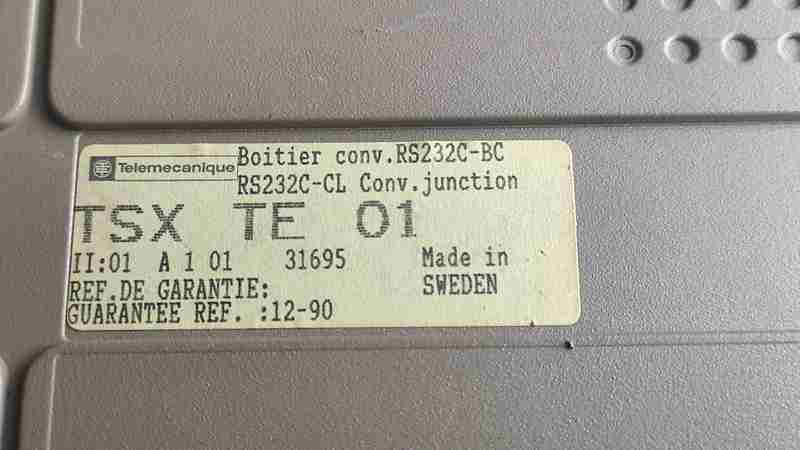 Telemecanique Boitier conv.RS232C-BC
RS232C-CL Conv.junction
TSX TE 01
II:01 A 1 01 31695 Made in
REF.DE GARANTIE: SWEDEN
GUARANTEE REF. :12-90